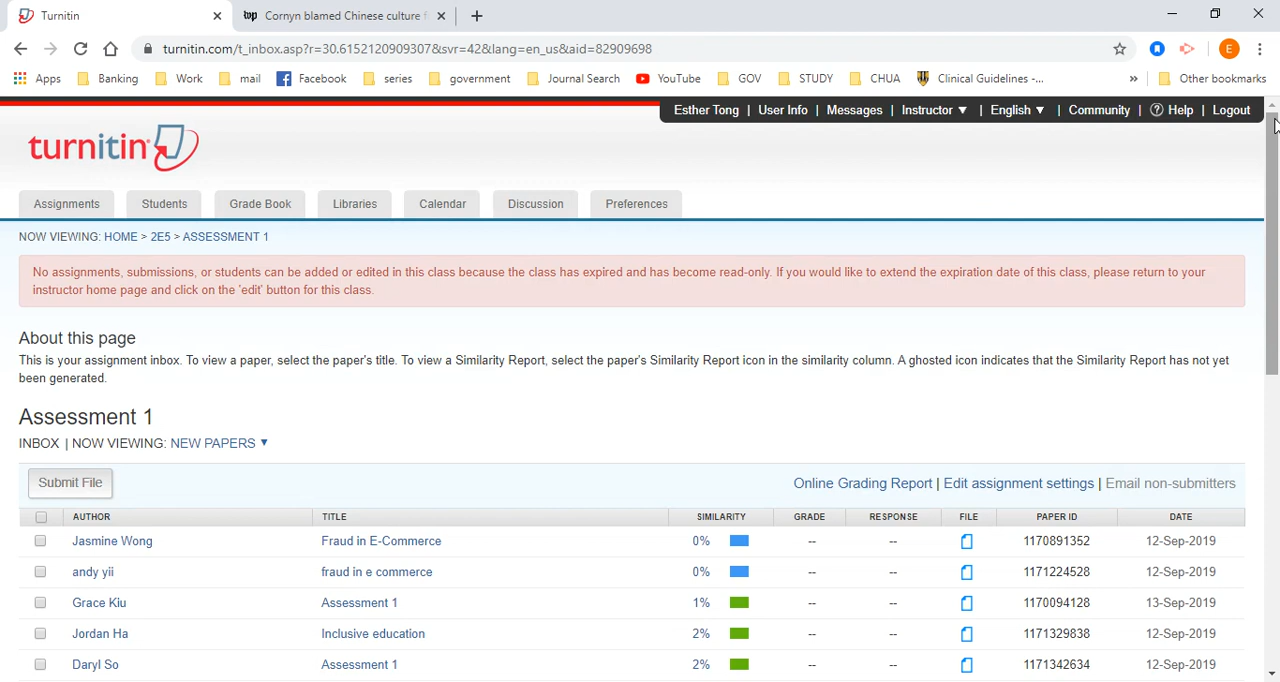 Turnitin
Cornyn blamed Chinese culture f
turnitin.com/t_inbox.asp?r=30.6152120909307&svr=42&lang=en_us&aid=82909698
E
Apps Banking Work mail Facebook series government Journal Search YouTube GOV STUDY CHUA Clinical Guidelines -... » Other bookmarks
Esther Tong | User Info | Messages | Instructor ▼ | English ▼ | Community | ? Help | Logout
turnitin
Assignments Students Grade Book Libraries Calendar Discussion Preferences
NOW VIEWING: HOME > 2E5 > ASSESSMENT 1
No assignments, submissions, or students can be added or edited in this class because the class has expired and has become read-only. If you would like to extend the expiration date of this class, please return to your
instructor home page and click on the 'edit' button for this class.
About this page
This is your assignment inbox. To view a paper, select the paper's title. To view a Similarity Report, select the paper's Similarity Report icon in the similarity column. A ghosted icon indicates that the Similarity Report has not yet
been generated.
Assessment 1
INBOX | NOW VIEWING: NEW PAPERS ▼
Submit File
Online Grading Report | Edit assignment settings | Email non-submitters
AUTHOR TITLE SIMILARITY GRADE RESPONSE FILE PAPER ID DATE
Jasmine Wong Fraud in E-Commerce 0% -- -- 1170891352 12-Sep-2019
andy yii fraud in e commerce 0% -- -- 1171224528 12-Sep-2019
Grace Kiu Assessment 1 1% -- -- 1170094128 13-Sep-2019
Jordan Ha Inclusive education 2% -- -- 1171329838 12-Sep-2019
Daryl So Assessment 1 2% -- -- 1171342634 12-Sep-2019